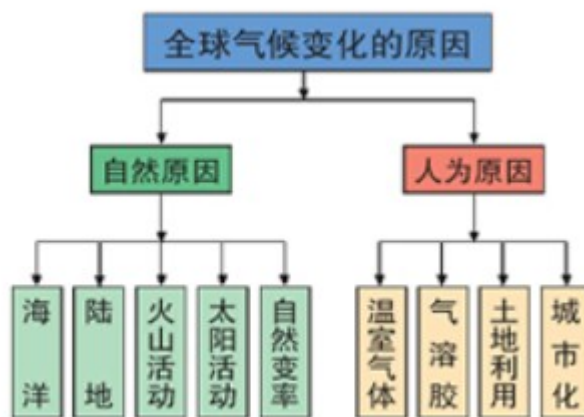 全球气候变化的原因
自然原因
人为原因
海洋
陆地
火山活动
太阳活动
自然变率
温室气体
气溶胶
土地利用
城市化